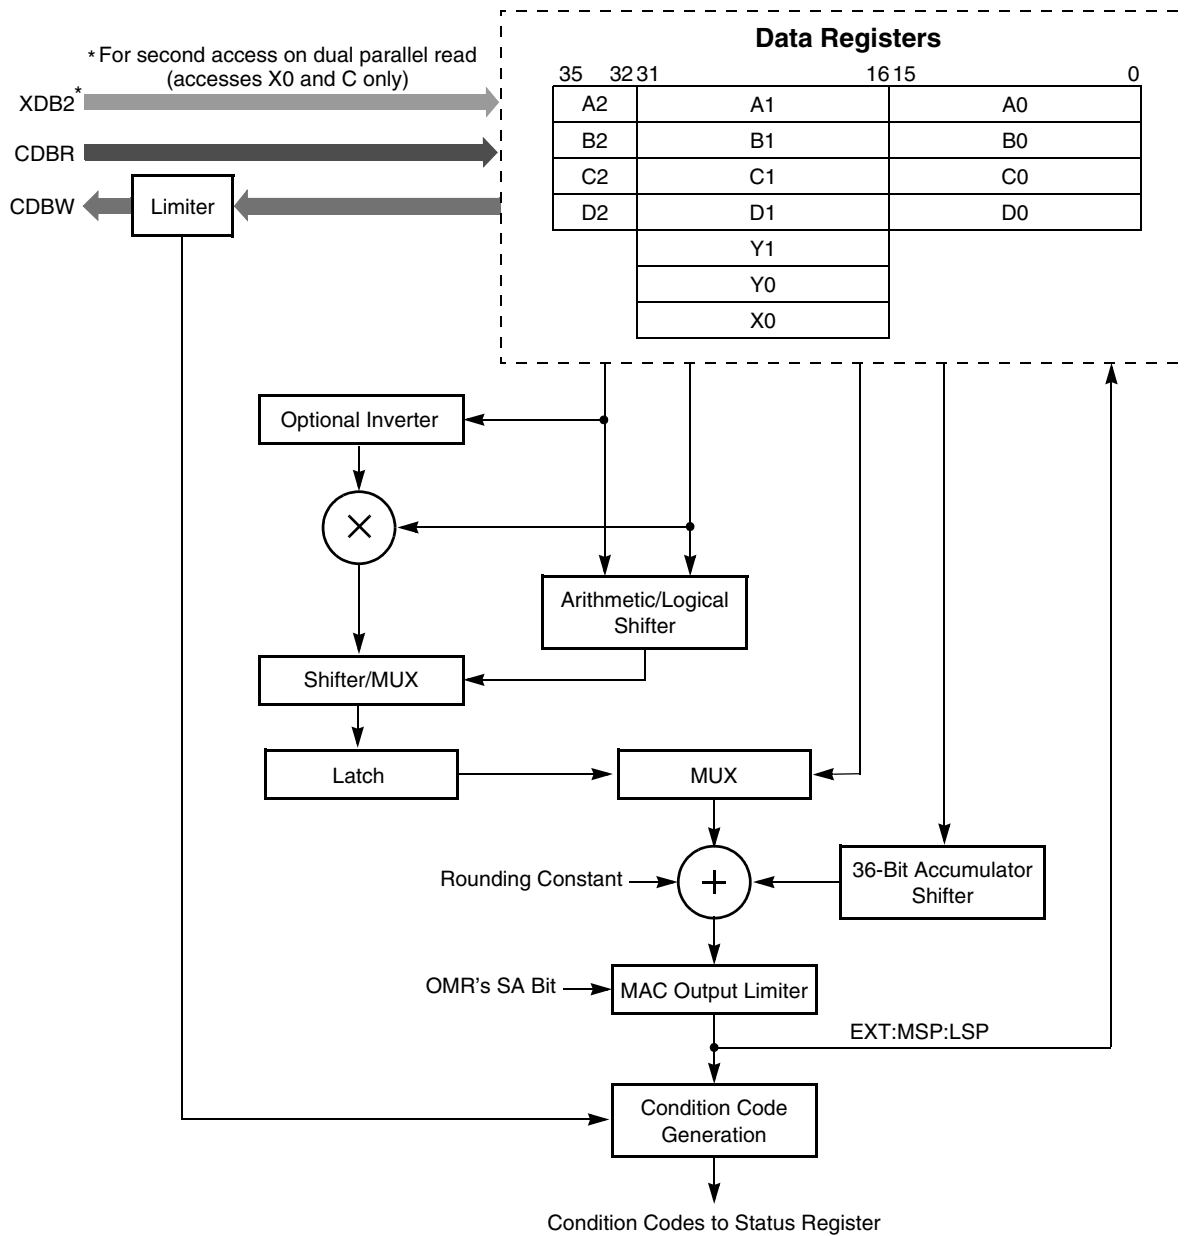 * For second access on dual parallel read
(accesses X0 and C only)
XDB2*
CDBR
CDBW
Limiter
Data Registers
35 32 31 16 15 0
A2 A1 A0
B2 B1 B0
C2 C1 C0
D2 D1 D0
Y1
Y0
X0
Optional Inverter
×
Arithmetic/Logical
Shifter
Shifter/MUX
Latch
MUX
Rounding Constant
+
36-Bit Accumulator
Shifter
OMR's SA Bit
MAC Output Limiter
EXT:MSP:LSP
Condition Code
Generation
Condition Codes to Status Register